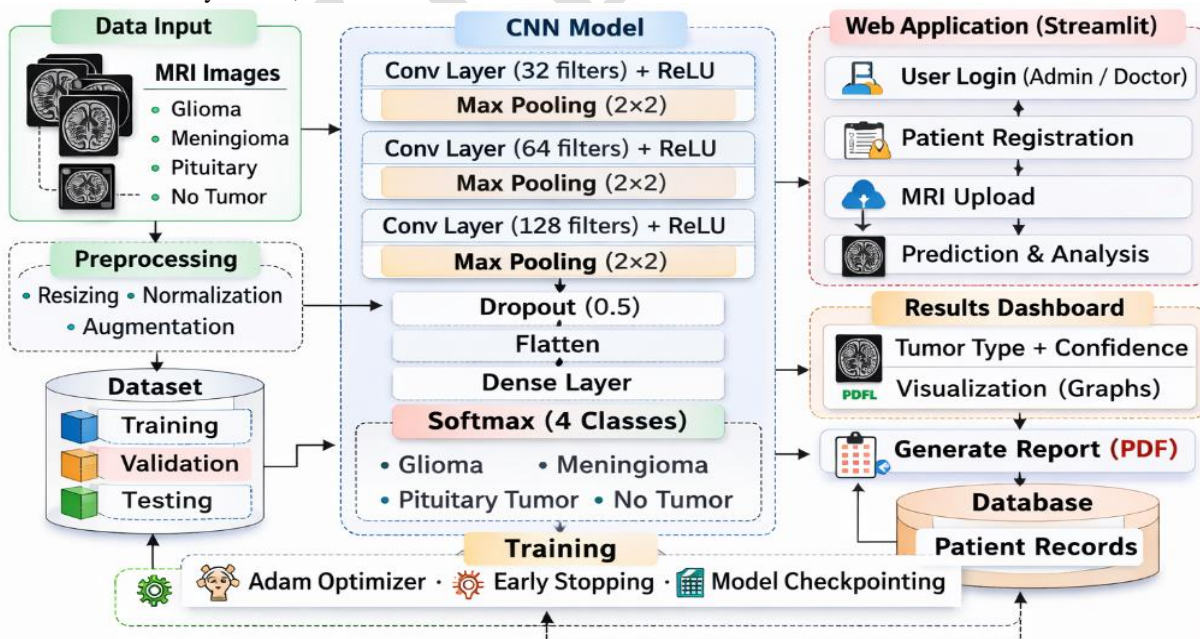 Data Input
MRI Images
• Glioma
• Meningioma
• Pituitary
• No Tumor
Preprocessing
• Resizing • Normalization
• Augmentation
Dataset
Training
Validation
Testing
CNN Model
Conv Layer (32 filters) + ReLU
Max Pooling (2×2)
Conv Layer (64 filters) + ReLU
Max Pooling (2×2)
Conv Layer (128 filters) + ReLU
Max Pooling (2×2)
Dropout (0.5)
Flatten
Dense Layer
Softmax (4 Classes)
• Glioma • Meningioma
• Pituitary Tumor • No Tumor
Training
Adam Optimizer · Early Stopping · Model Checkpointing
Web Application (Streamlit)
User Login (Admin / Doctor)
Patient Registration
MRI Upload
Prediction & Analysis
Results Dashboard
Tumor Type + Confidence
PDFL
Visualization (Graphs)
Generate Report (PDF)
Database
Patient Records